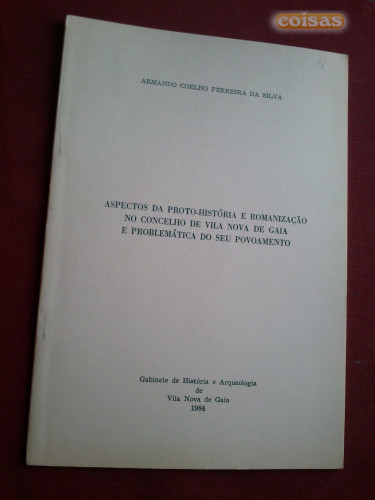 coisas
ARMANDO COELHO FERREIRA DA SILVA
ASPECTOS DA PROTO-HISTÓRIA E ROMANIZAÇÃO
NO CONCELHO DE VILA NOVA DE GAIA
E PROBLEMÁTICA DO SEU POVOAMENTO
Gabinete de História e Arqueologia
de
Vila Nova de Gaia
1984